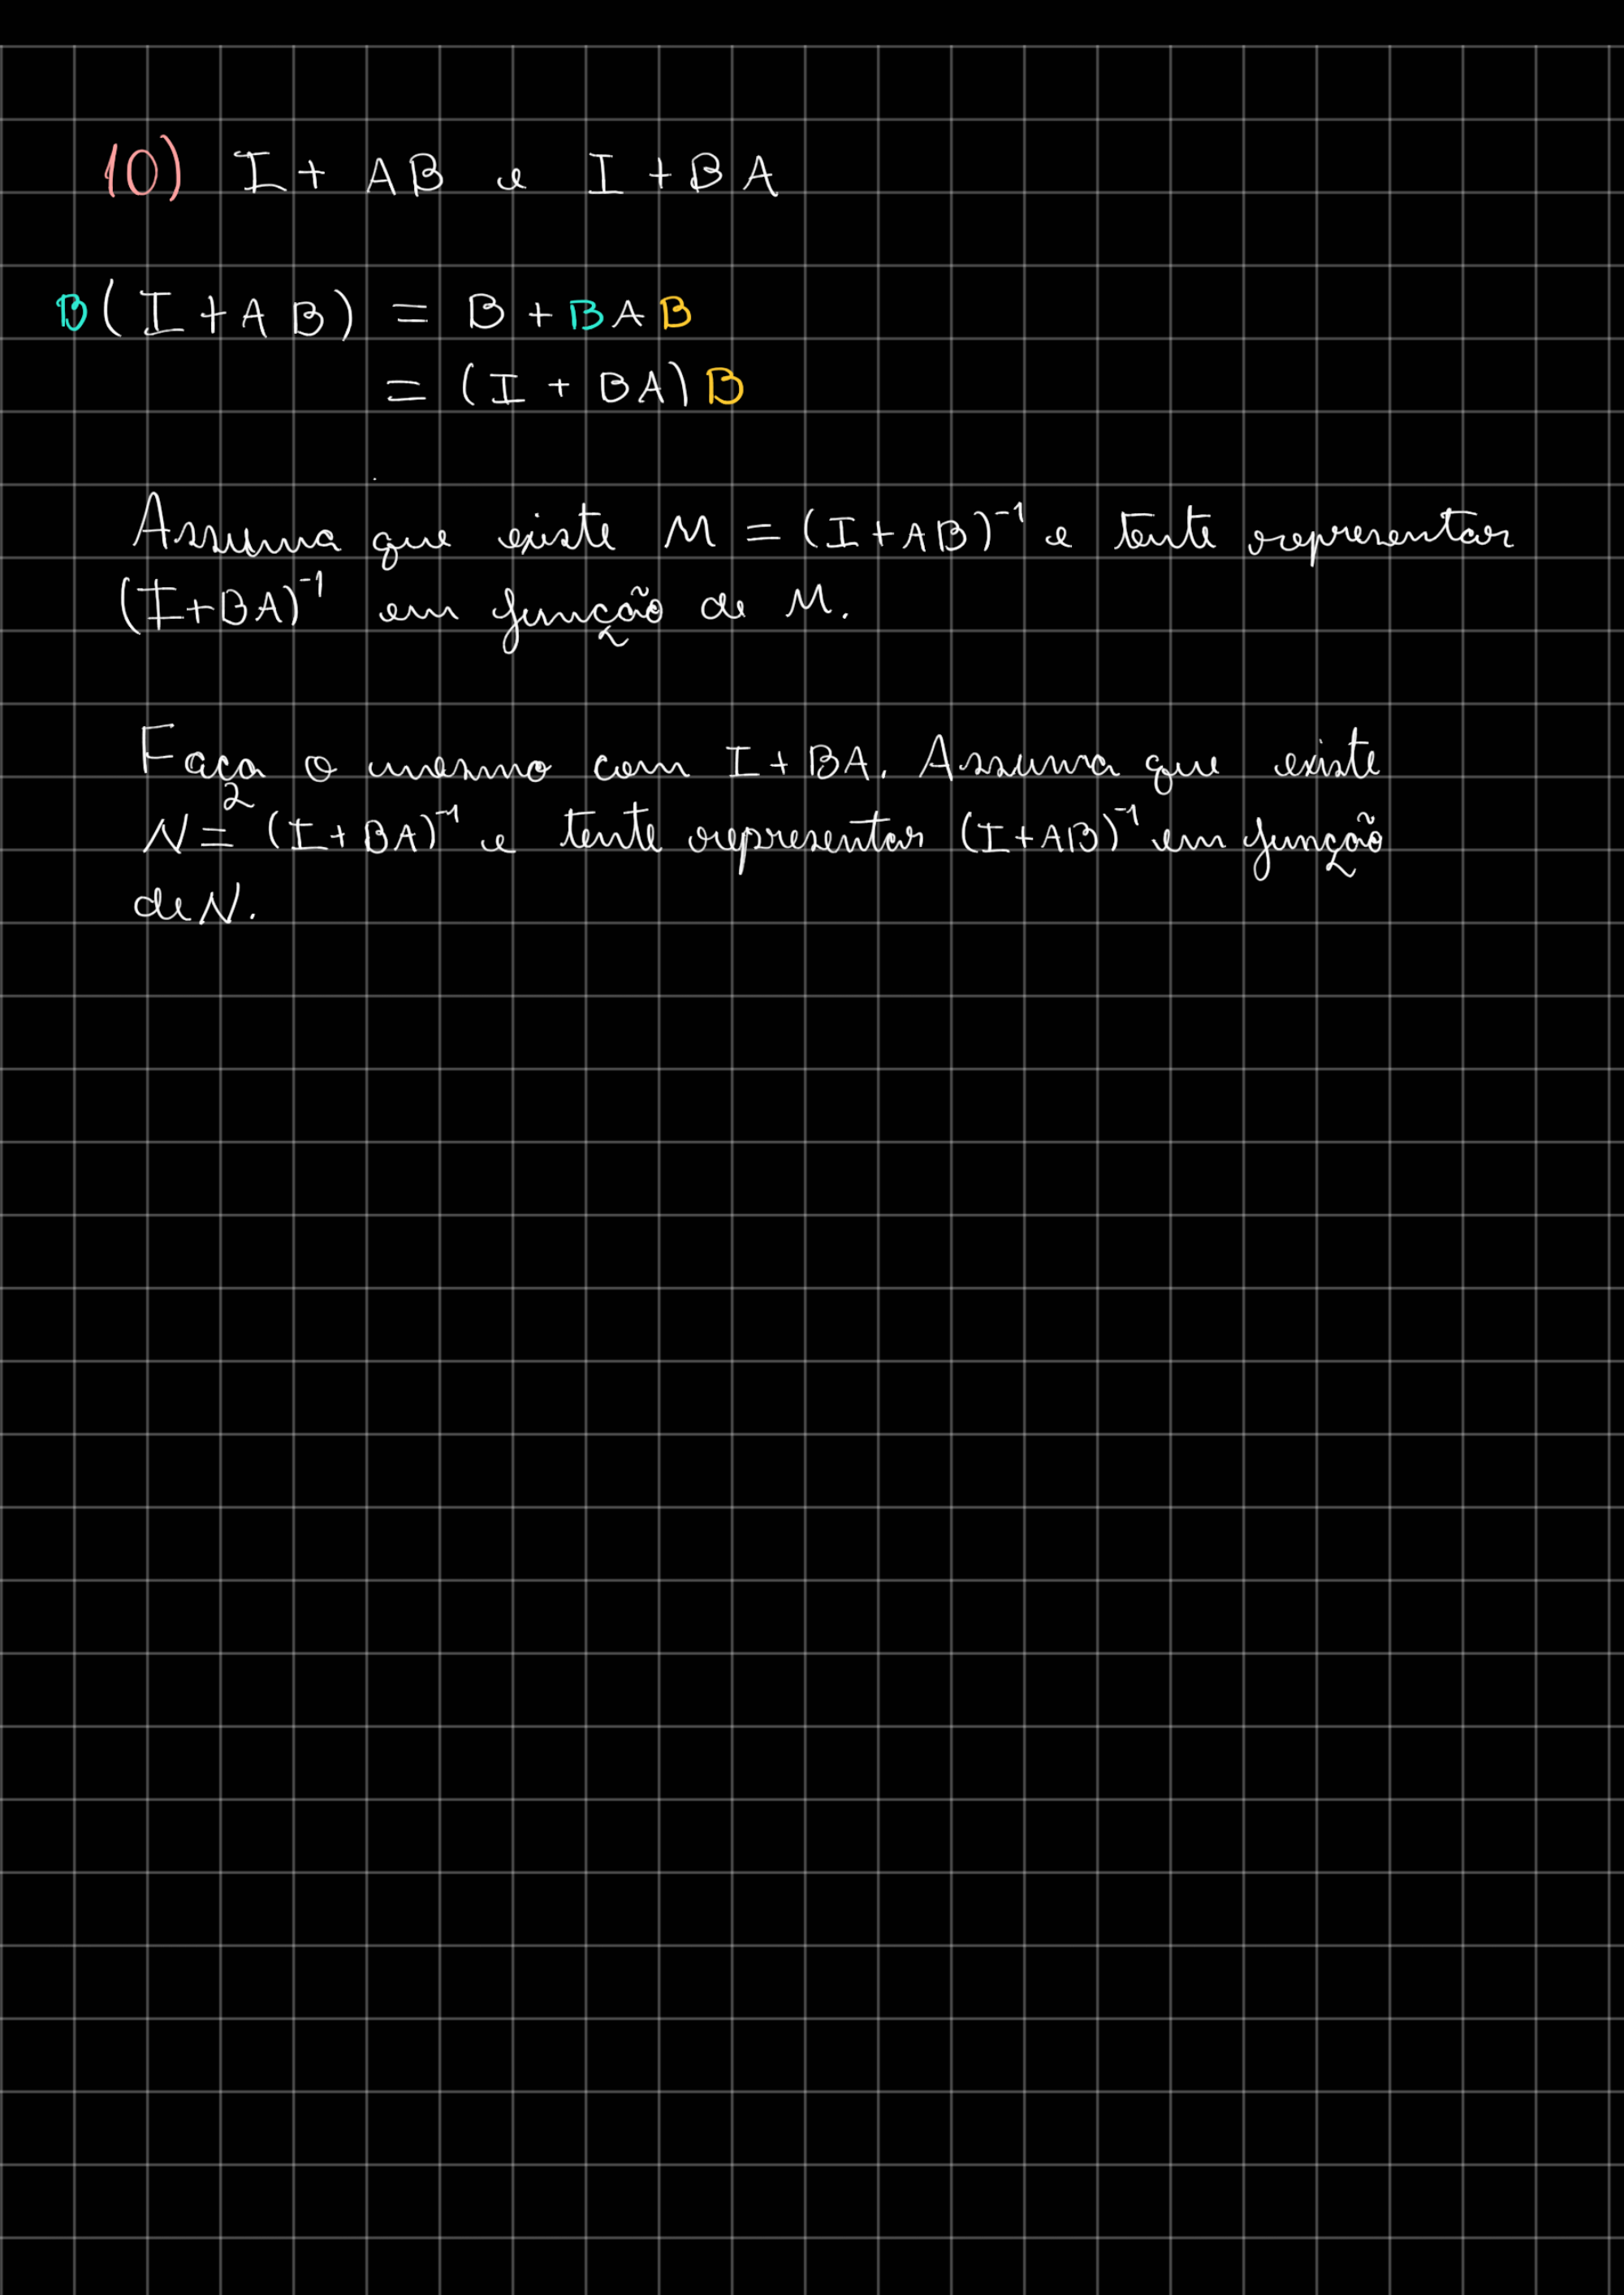 10) I + AB e I + BA
B(I + AB) = B + BAB
= (I + BA)B
Assuma que existe M = (I+AB)⁻¹ e tente representar
(I+BA)⁻¹ em função de M.
Faça o mesmo com I + BA. Assuma que existe
N = (I+BA)⁻¹ e tente representar (I+AB)⁻¹ em função
de N.